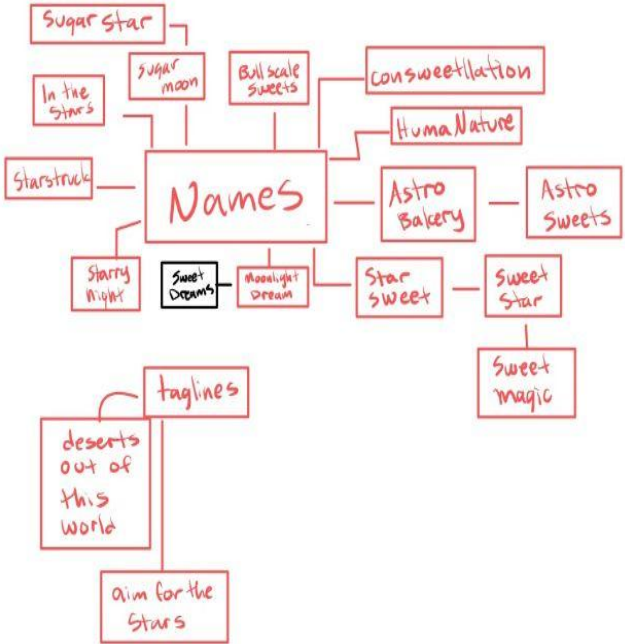 Sugar Star
Sugar
moon
Bullscale
Sweets
consweetllation
In the
Stars
HumaNature
Starstruck
Names
Astro
Bakery
Astro
Sweets
Starry
night
Sweet
Dreams
Moonlight
Dream
Star
sweet
Sweet
Star
Sweet
magic
taglines
deserts
out of
this
world
aim for the
Stars